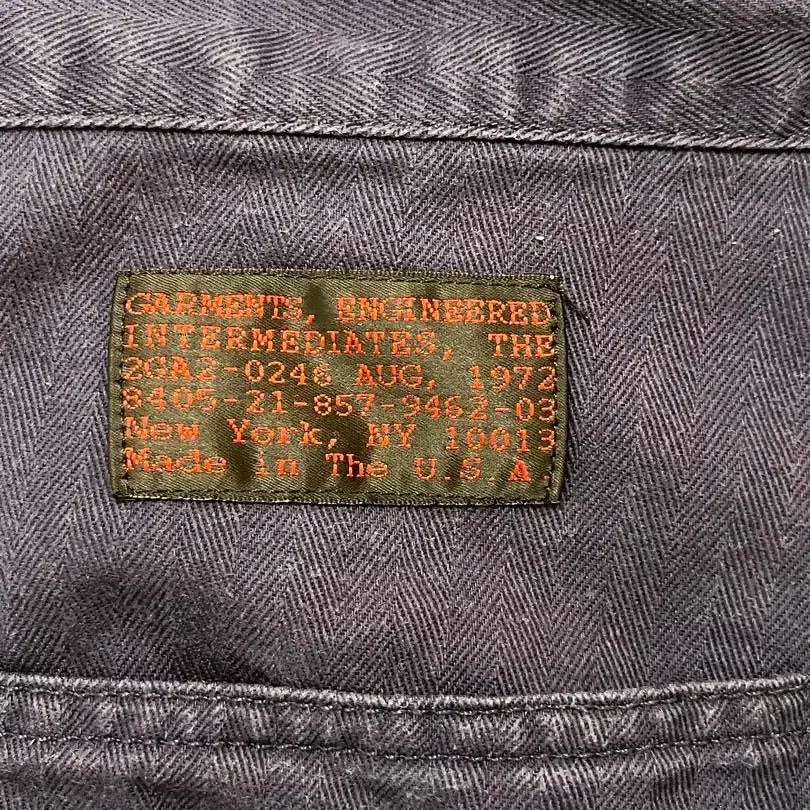 GARMENTS, ENGINEERED
INTERMEDIATES, THE
2GA2-0246 AUG, 1972
8405-21-857-9462-03
New York, NY 10013
Made in The U.S.A.